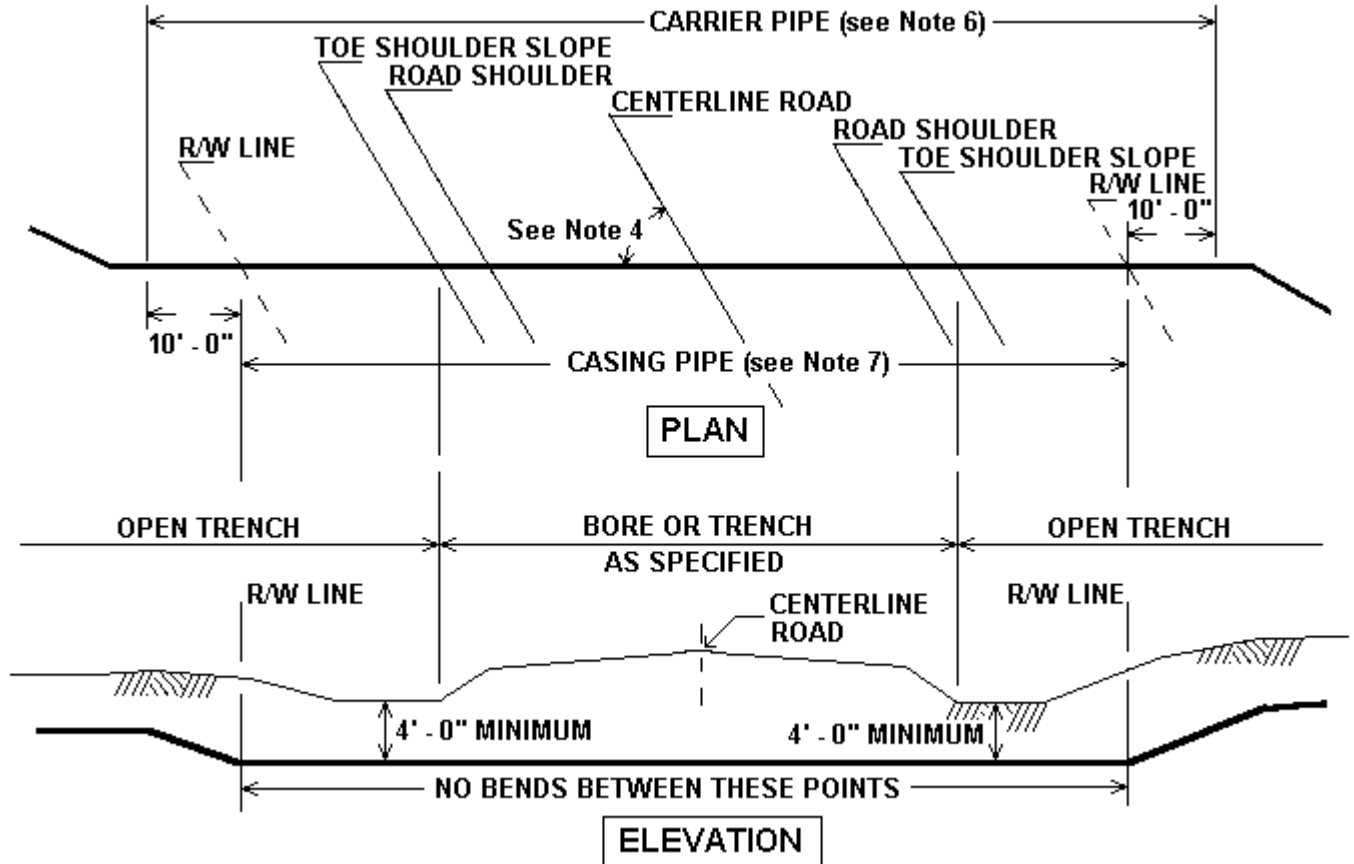 CARRIER PIPE (see Note 6)
TOE SHOULDER SLOPE
ROAD SHOULDER
CENTERLINE ROAD
ROAD SHOULDER
R/W LINE
TOE SHOULDER SLOPE
R/W LINE
10' - 0"
See Note 4
10' - 0"
CASING PIPE (see Note 7)
PLAN
OPEN TRENCH
BORE OR TRENCH
AS SPECIFIED
OPEN TRENCH
R/W LINE
CENTERLINE
ROAD
R/W LINE
4' - 0" MINIMUM
4' - 0" MINIMUM
NO BENDS BETWEEN THESE POINTS
ELEVATION